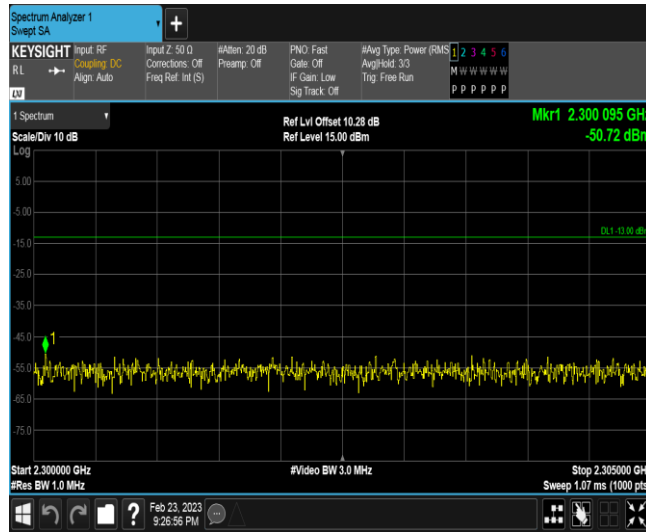 Spectrum Analyzer 1
Swept SA
+
KEYSIGHT
RL
LXI
Input: RF
Coupling: DC
Align: Auto
Input Z: 50 Ω
Corrections: Off
Freq Ref: Int (S)
#Atten: 20 dB
Preamp: Off
PNO: Fast
Gate: Off
IF Gain: Low
Sig Track: Off
#Avg Type: Power (RMS
Avg|Hold: 3/3
Trig: Free Run
1 2 3 4 5 6
M W W W W W
P P P P P P
1 Spectrum
Scale/Div 10 dB
Log
Ref Lvl Offset 10.28 dB
Ref Level 15.00 dBm
Mkr1 2.300 095 GHz
-50.72 dBm
5.00
-5.00
DL1 -13.00 dBm
-15.0
-25.0
-35.0
-45.0
1
-55.0
-65.0
-75.0
Start 2.300000 GHz
#Res BW 1.0 MHz
#Video BW 3.0 MHz
Stop 2.305000 GHz
Sweep 1.07 ms (1000 pts)
?
Feb 23, 2023
9:26:56 PM